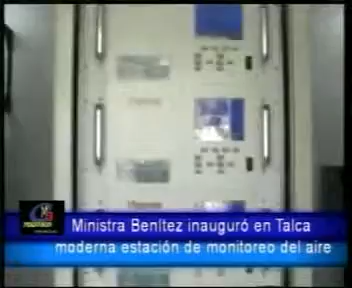 Ministra Benítez inauguró en Talca
moderna estación de monitoreo del aire